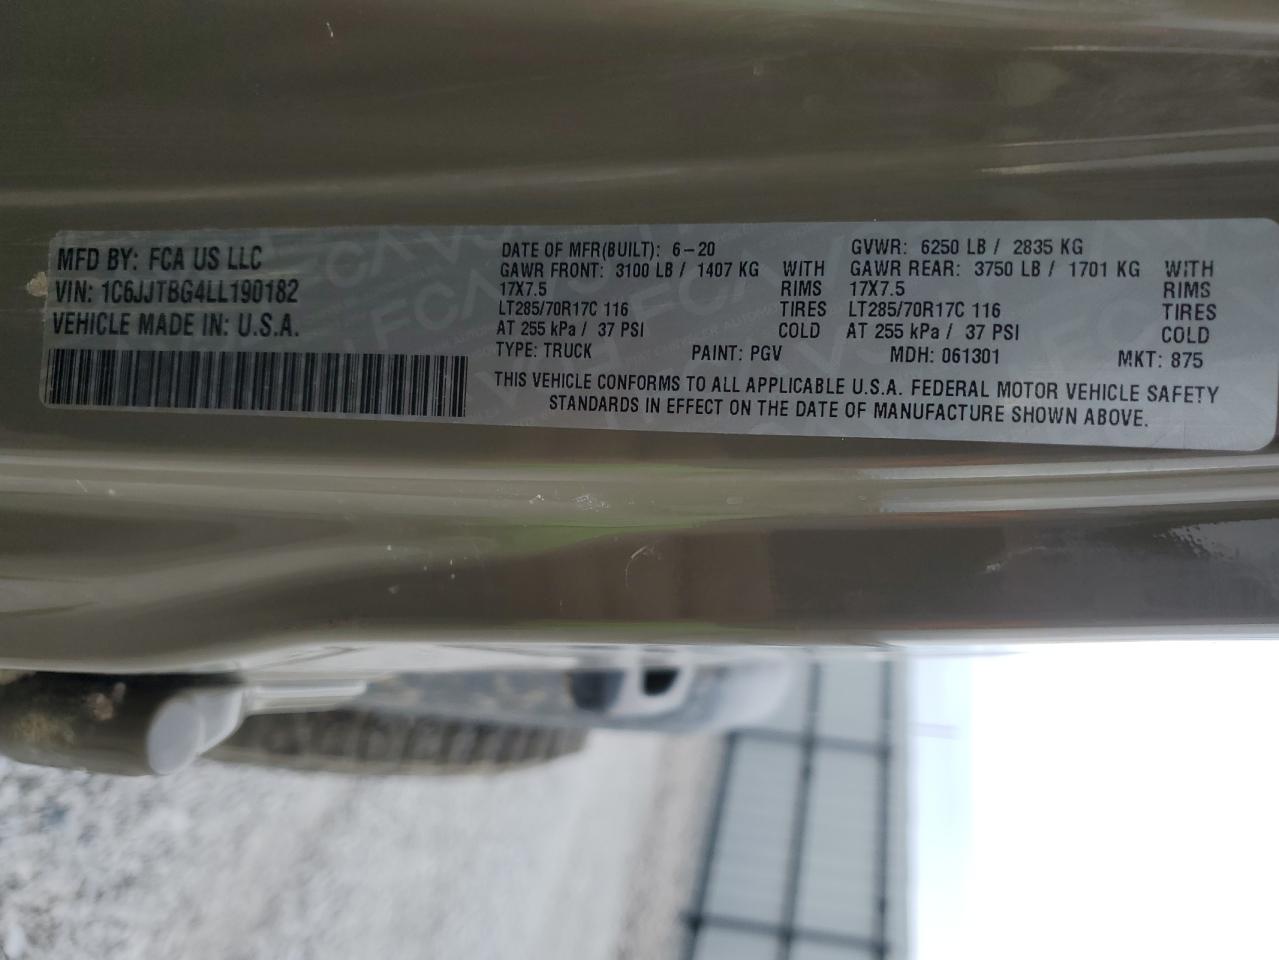 MFD BY: FCA US LLC
VIN: 1C6JJTBG4LL190182
VEHICLE MADE IN: U.S.A.
DATE OF MFR(BUILT): 6-20 GVWR: 6250 LB / 2835 KG
GAWR FRONT: 3100 LB / 1407 KG WITH GAWR REAR: 3750 LB / 1701 KG WITH
17X7.5 RIMS 17X7.5 RIMS
LT285/70R17C 116 TIRES LT285/70R17C 116 TIRES
AT 255 kPa / 37 PSI COLD AT 255 kPa / 37 PSI COLD
TYPE: TRUCK PAINT: PGV MDH: 061301 MKT: 875
THIS VEHICLE CONFORMS TO ALL APPLICABLE U.S.A. FEDERAL MOTOR VEHICLE SAFETY
STANDARDS IN EFFECT ON THE DATE OF MANUFACTURE SHOWN ABOVE.